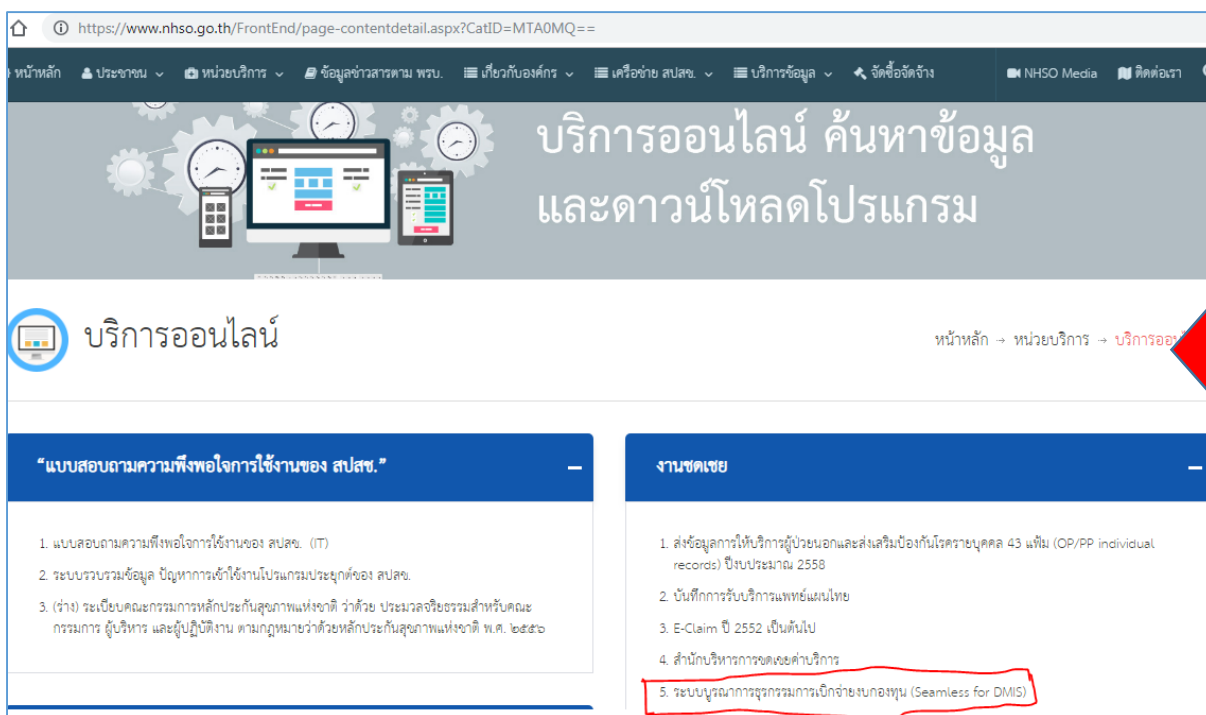 https://www.nhso.go.th/FrontEnd/page-contentdetail.aspx?CatID=MTA0MQ==
หน้าหลัก ประชาชน หน่วยบริการ ข้อมูลข่าวสารตาม พรบ. เกี่ยวกับองค์กร เครือข่าย สปสช. บริการข้อมูล จัดซื้อจัดจ้าง NHSO Media ติดต่อเรา
บริการออนไลน์ ค้นหาข้อมูล
และดาวน์โหลดโปรแกรม
บริการออนไลน์
หน้าหลัก → หน่วยบริการ →
“แบบสอบถามความพึงพอใจการใช้งานของ สปสช.”
1. แบบสอบถามความพึงพอใจการใช้งานของ สปสช. (IT)
2. ระบบรวบรวมข้อมูล ปัญหาการเข้าใช้งานโปรแกรมประยุกต์ของ สปสช.
3. (ร่าง) ระเบียบคณะกรรมการหลักประกันสุขภาพแห่งชาติ ว่าด้วย ประมวลจริยธรรมสำหรับคณะ
กรรมการ ผู้บริหาร และผู้ปฏิบัติงาน ตามกฎหมายว่าด้วยหลักประกันสุขภาพแห่งชาติ พ.ศ. ๒๕๕๖
งานชดเชย
1. ส่งข้อมูลการให้บริการผู้ป่วยนอกและส่งเสริมป้องกันโรครายบุคคล 43 แฟ้ม (OP/PP individual
records) ปีงบประมาณ 2558
2. บันทึกการรับบริการแพทย์แผนไทย
3. E-Claim ปี 2552 เป็นต้นไป
4. สำนักบริหารการชดเชยค่าบริการ
5. ระบบบูรณาการธุรกรรมการเบิกจ่ายงบกองทุน (Seamless for DMIS)